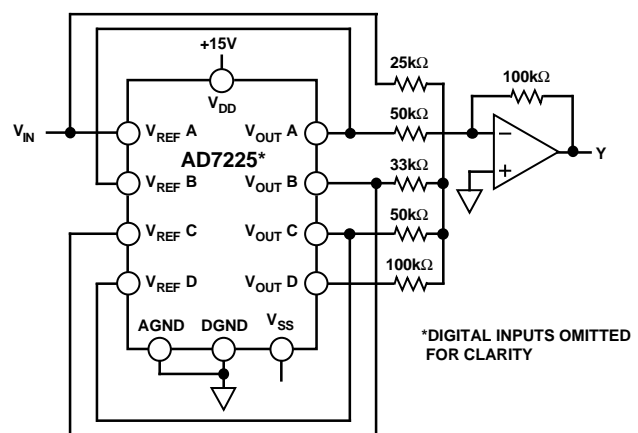 +15V
V_DD
V_IN
V_REF A
V_REF B
V_REF C
V_REF D
AD7225*
V_OUT A
V_OUT B
V_OUT C
V_OUT D
AGND
DGND
V_SS
25kΩ
50kΩ
33kΩ
50kΩ
100kΩ
100kΩ
–
+
Y
*DIGITAL INPUTS OMITTED
FOR CLARITY